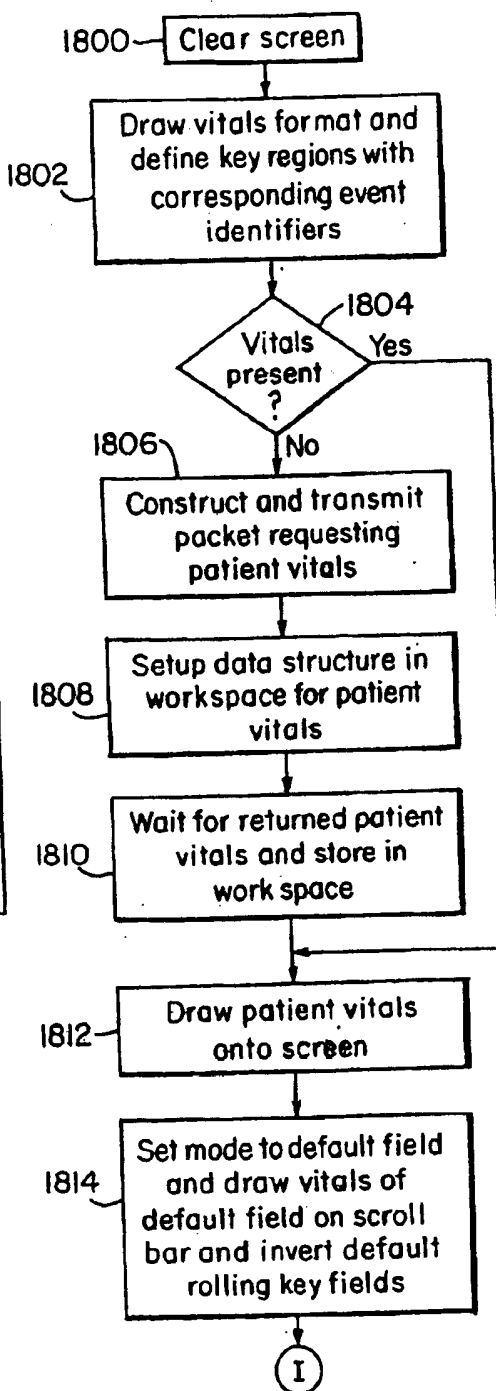 1800
Clear screen
1802
Draw vitals format and
define key regions with
corresponding event
identifiers
1804
Vitals
present
?
Yes
No
1806
Construct and transmit
packet requesting
patient vitals
1808
Setup data structure in
workspace for patient
vitals
1810
Wait for returned patient
vitals and store in
work space
1812
Draw patient vitals
onto screen
1814
Set mode to default field
and draw vitals of
default field on scroll
bar and invert default
rolling key fields
I